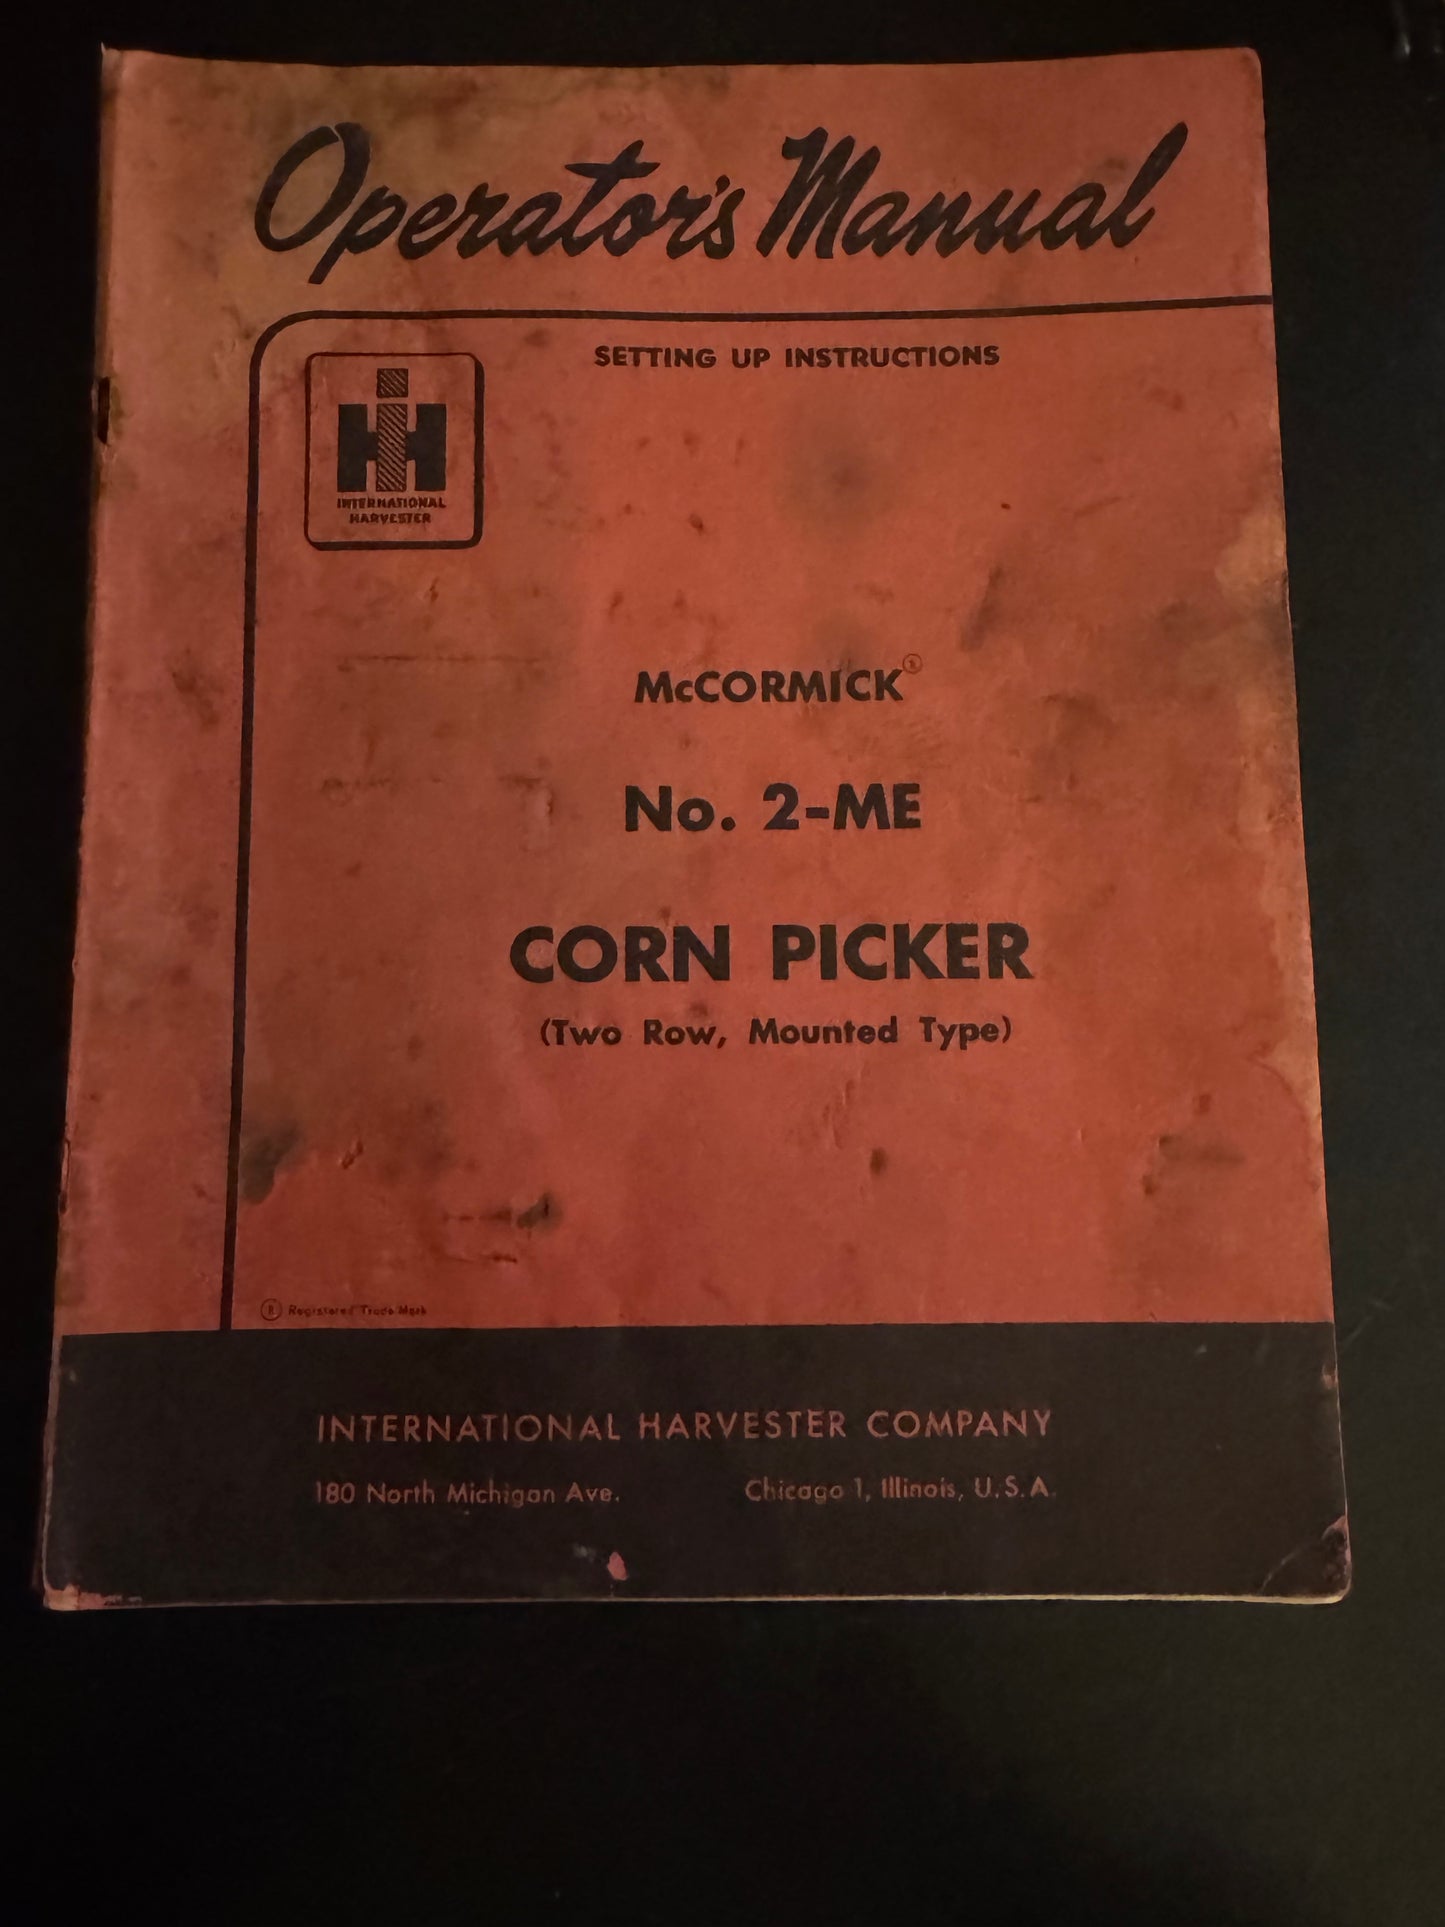 Operator's Manual
SETTING UP INSTRUCTIONS
IH
INTERNATIONAL
HARVESTER
McCORMICK®
No. 2-ME
CORN PICKER
(Two Row, Mounted Type)
® Registered Trade Mark
INTERNATIONAL HARVESTER COMPANY
180 North Michigan Ave. Chicago 1, Illinois, U.S.A.